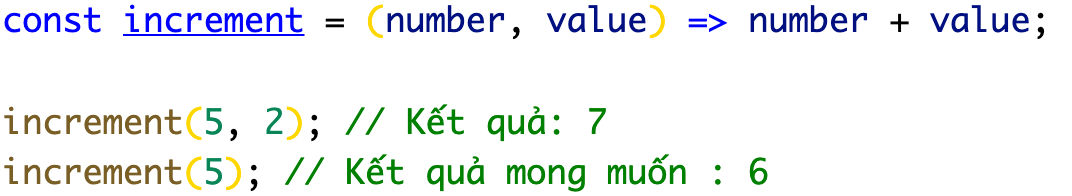 const increment = (number, value) => number + value;
increment(5, 2); // Kết quả: 7
increment(5); // Kết quả mong muốn : 6